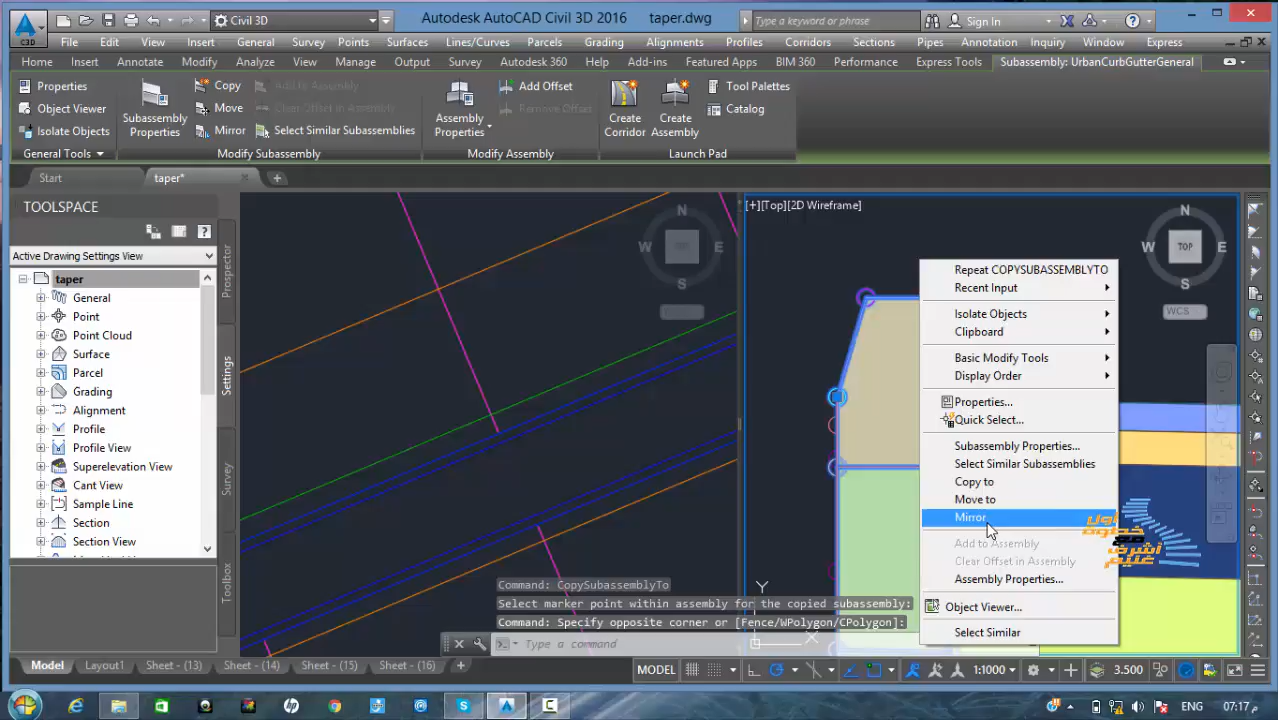 Civil 3D
Autodesk AutoCAD Civil 3D 2016 taper.dwg
Type a keyword or phrase
Sign In
C3D
File Edit View Insert General Survey Points Surfaces Lines/Curves Parcels Grading Alignments Profiles Corridors Sections Pipes Annotation Inquiry Window Express
Home Insert Annotate Modify Analyze View Manage Output Survey Autodesk 360 Help Add-ins Featured Apps BIM 360 Performance Express Tools Subassembly: UrbanCurbGutterGeneral
Properties
Object Viewer
Isolate Objects
General Tools
Subassembly Properties
Copy
Move
Mirror
Add to Assembly
Clear Offset in Assembly
Select Similar Subassemblies
Modify Subassembly
Assembly Properties
Add Offset
Remove Offset
Modify Assembly
Create Corridor
Create Assembly
Tool Palettes
Catalog
Launch Pad
Start
taper*
TOOLSPACE
Active Drawing Settings View
taper
General
Point
Point Cloud
Surface
Parcel
Grading
Alignment
Profile
Profile View
Superelevation View
Cant View
Sample Line
Section
Section View
Prospector
Settings
Survey
Toolbox
N
W E
S
[+][Top][2D Wireframe]
N
W TOP E
S
WCS
Repeat COPYSUBASSEMBLYTO
Recent Input
Isolate Objects
Clipboard
Basic Modify Tools
Display Order
Properties...
Quick Select...
Subassembly Properties...
Select Similar Subassemblies
Copy to
Move to
Mirror
Add to Assembly
Clear Offset in Assembly
Assembly Properties...
Object Viewer...
Select Similar
اول
خطوة
اشرف
غنيم
Y
X
Command: CopySubassemblyTo
Select marker point within assembly for the copied subassembly:
Command: Specify opposite corner or [Fence/WPolygon/CPolygon]:
Type a command
Model Layout1 Sheet - (13) Sheet - (14) Sheet - (15) Sheet - (16)
MODEL
1:1000
3.500
ENG
07:17 م